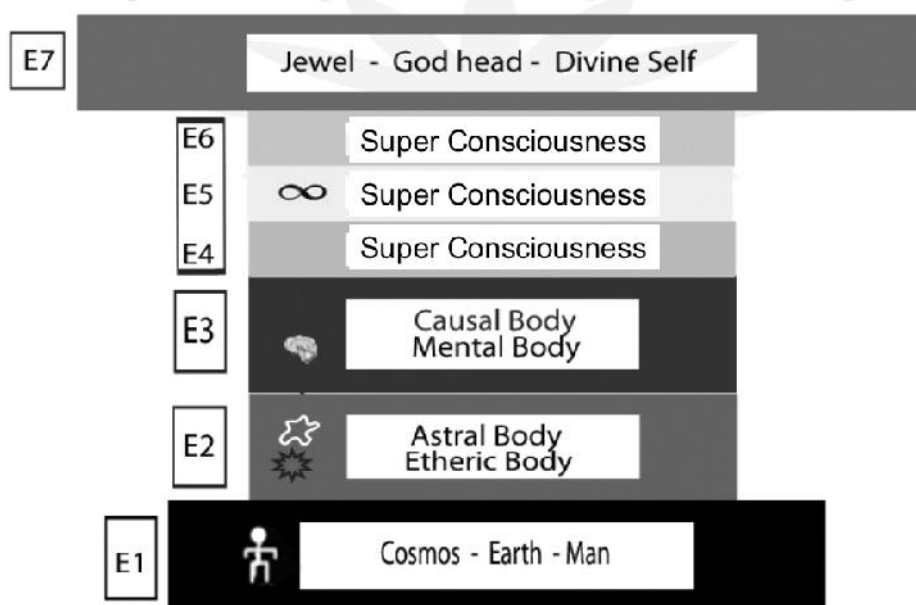 E7
Jewel - God head - Divine Self
E6
Super Consciousness
E5
Super Consciousness
E4
Super Consciousness
E3
Causal Body
Mental Body
E2
Astral Body
Etheric Body
E1
Cosmos - Earth - Man